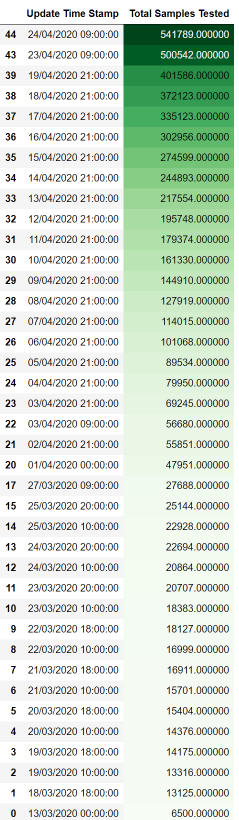 Update Time Stamp Total Samples Tested
44 24/04/2020 09:00:00 541789.000000
43 23/04/2020 09:00:00 500542.000000
39 19/04/2020 21:00:00 401586.000000
38 18/04/2020 21:00:00 372123.000000
37 17/04/2020 21:00:00 335123.000000
36 16/04/2020 21:00:00 302956.000000
35 15/04/2020 21:00:00 274599.000000
34 14/04/2020 21:00:00 244893.000000
33 13/04/2020 21:00:00 217554.000000
32 12/04/2020 21:00:00 195748.000000
31 11/04/2020 21:00:00 179374.000000
30 10/04/2020 21:00:00 161330.000000
29 09/04/2020 21:00:00 144910.000000
28 08/04/2020 21:00:00 127919.000000
27 07/04/2020 21:00:00 114015.000000
26 06/04/2020 21:00:00 101068.000000
25 05/04/2020 21:00:00 89534.000000
24 04/04/2020 21:00:00 79950.000000
23 03/04/2020 21:00:00 69245.000000
22 03/04/2020 09:00:00 56680.000000
21 02/04/2020 21:00:00 55851.000000
20 01/04/2020 00:00:00 47951.000000
17 27/03/2020 09:00:00 27688.000000
15 25/03/2020 20:00:00 25144.000000
14 25/03/2020 10:00:00 22928.000000
13 24/03/2020 20:00:00 22694.000000
12 24/03/2020 10:00:00 20864.000000
11 23/03/2020 20:00:00 20707.000000
10 23/03/2020 10:00:00 18383.000000
9 22/03/2020 18:00:00 18127.000000
8 22/03/2020 10:00:00 16999.000000
7 21/03/2020 18:00:00 16911.000000
6 21/03/2020 10:00:00 15701.000000
5 20/03/2020 18:00:00 15404.000000
4 20/03/2020 10:00:00 14376.000000
3 19/03/2020 18:00:00 14175.000000
2 19/03/2020 10:00:00 13316.000000
1 18/03/2020 18:00:00 13125.000000
0 13/03/2020 00:00:00 6500.000000